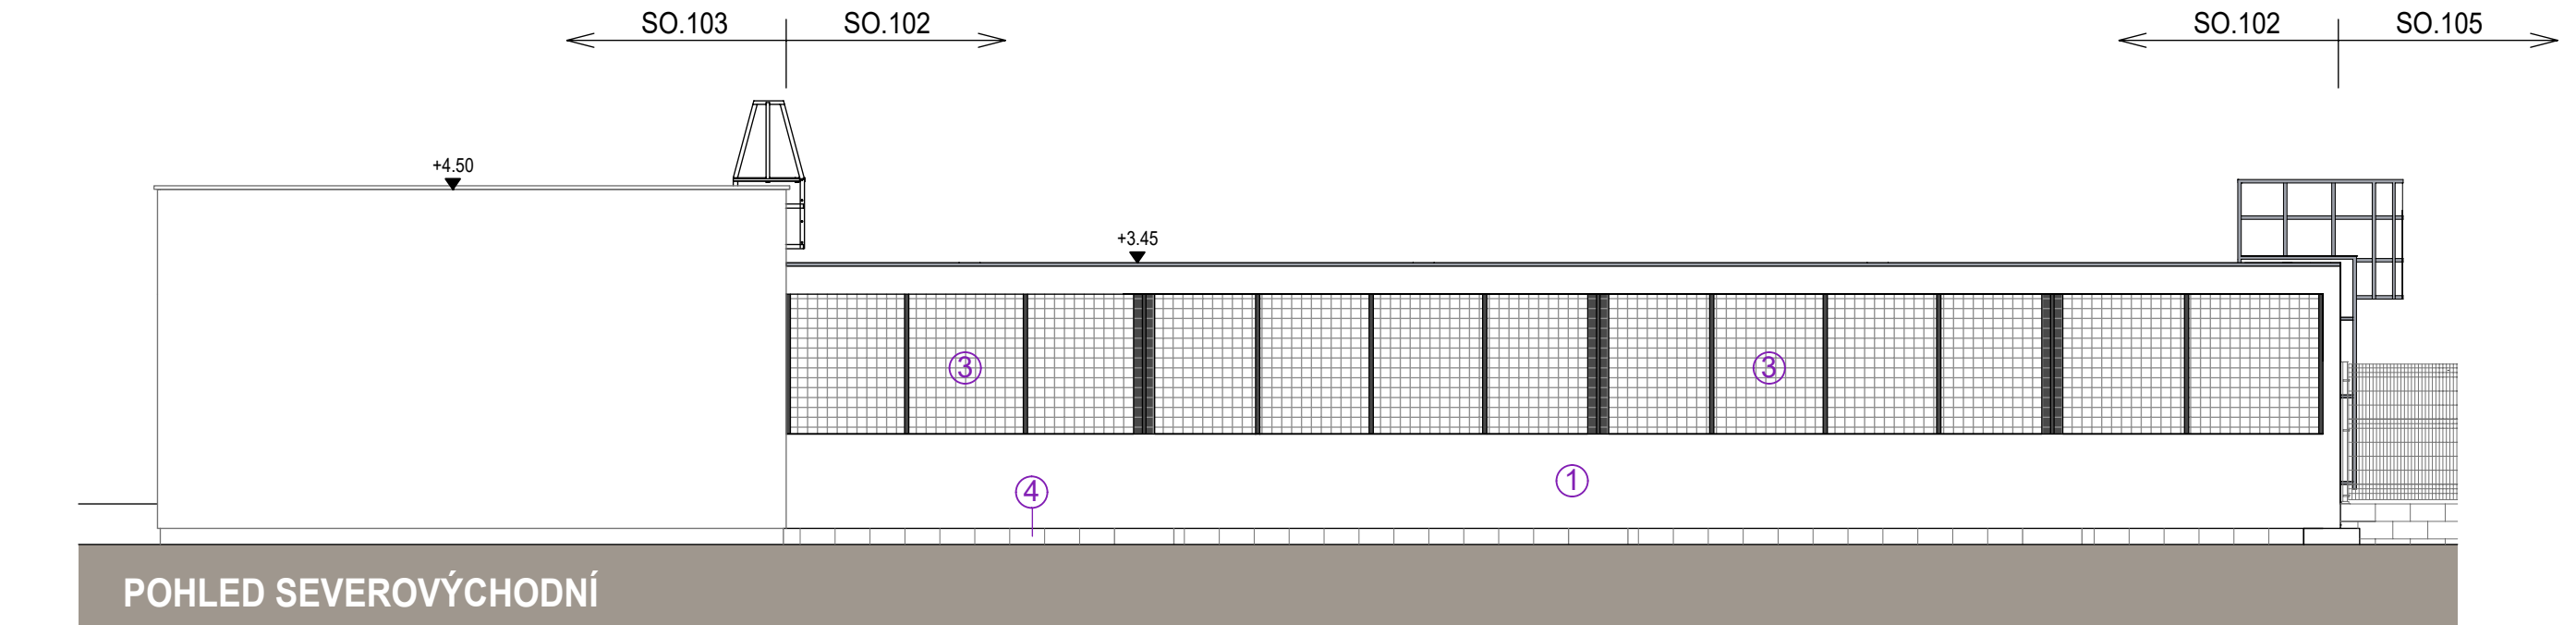 SO.103
SO.102
SO.102
SO.105
+4.50
+3.45
3
3
1
4
POHLED SEVEROVÝCHODNÍ